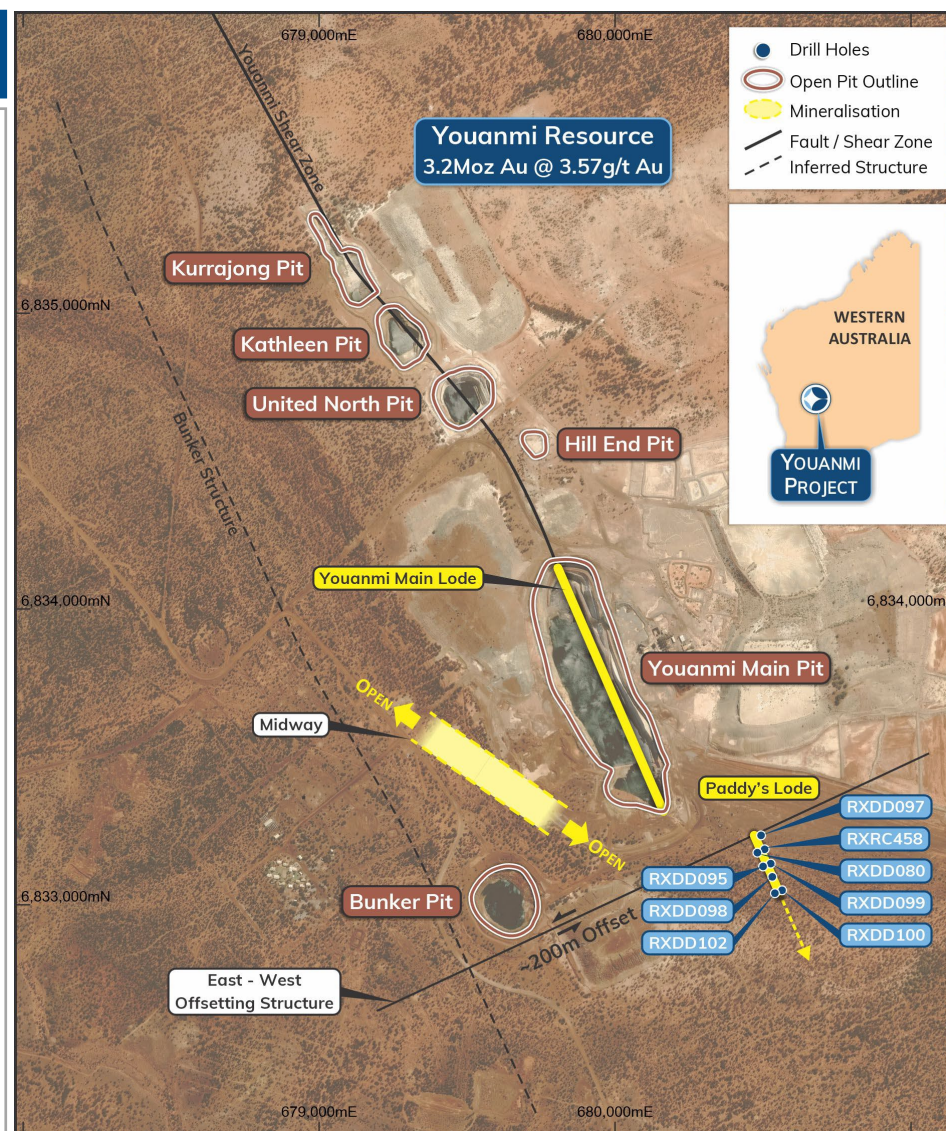 679,000mE
680,000mE
Drill Holes
Open Pit Outline
Mineralisation
Fault / Shear Zone
Inferred Structure
Youanmi Shear Zone
Youanmi Resource
3.2Moz Au @ 3.57g/t Au
WESTERN
AUSTRALIA
YOUANMI
PROJECT
Kurrajong Pit
6,835,000mN
Kathleen Pit
United North Pit
Hill End Pit
Bunker Structure
Youanmi Main Lode
6,834,000mN
6,834,000m
Youanmi Main Pit
OPEN
Midway
Paddy's Lode
RXDD097
RXRC458
OPEN
RXDD080
RXDD095
6,833,000mN
Bunker Pit
RXDD099
RXDD098
~200m Offset
RXDD100
RXDD102
East - West
Offsetting Structure
679,000mE
680,000mE